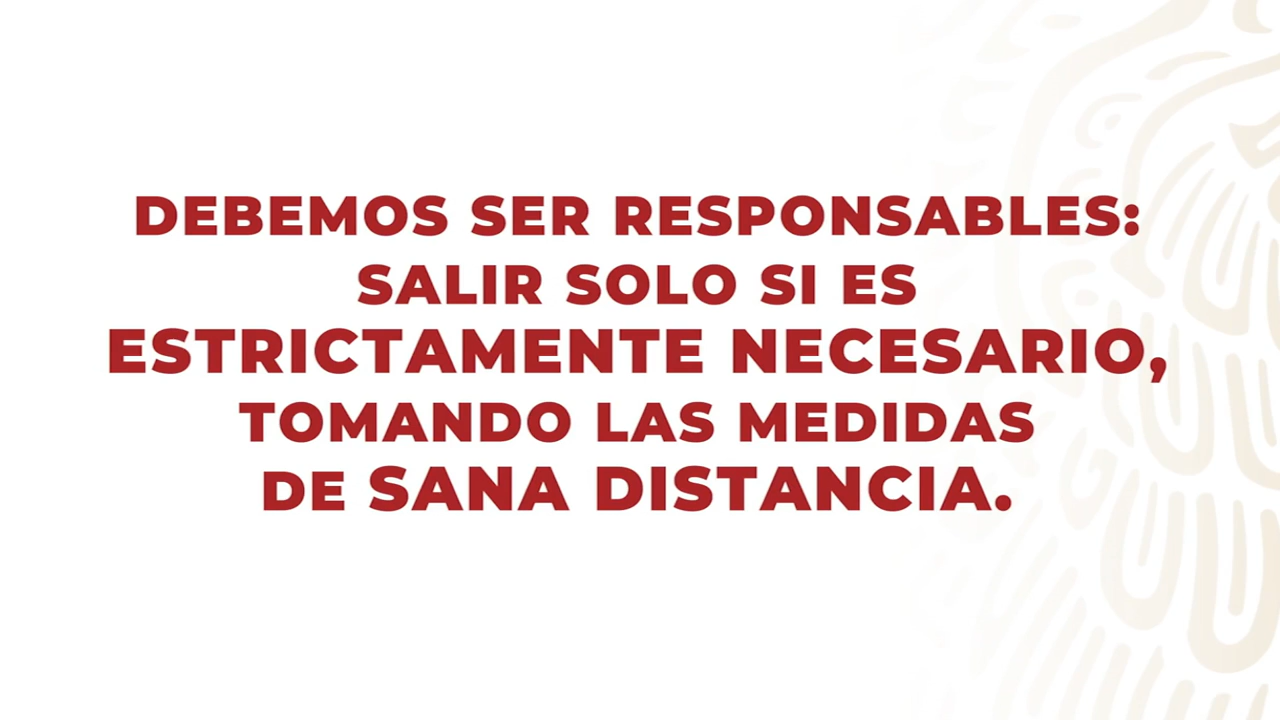 DEBEMOS SER RESPONSABLES:
SALIR SOLO SI ES
ESTRICTAMENTE NECESARIO,
TOMANDO LAS MEDIDAS
DE SANA DISTANCIA.